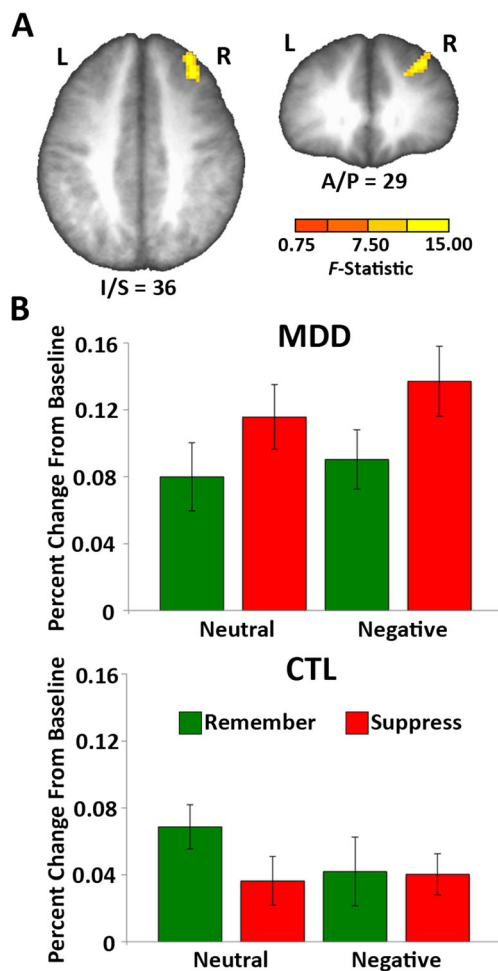 A
L R L R
A/P = 29
0.75 7.50 15.00
F-Statistic
I/S = 36
B
MDD
Percent Change From Baseline
0.16
0.12
0.08
0.04
0
Neutral Negative
CTL
Percent Change From Baseline
0.16
0.12
0.08
0.04
0
Remember Suppress
Neutral Negative